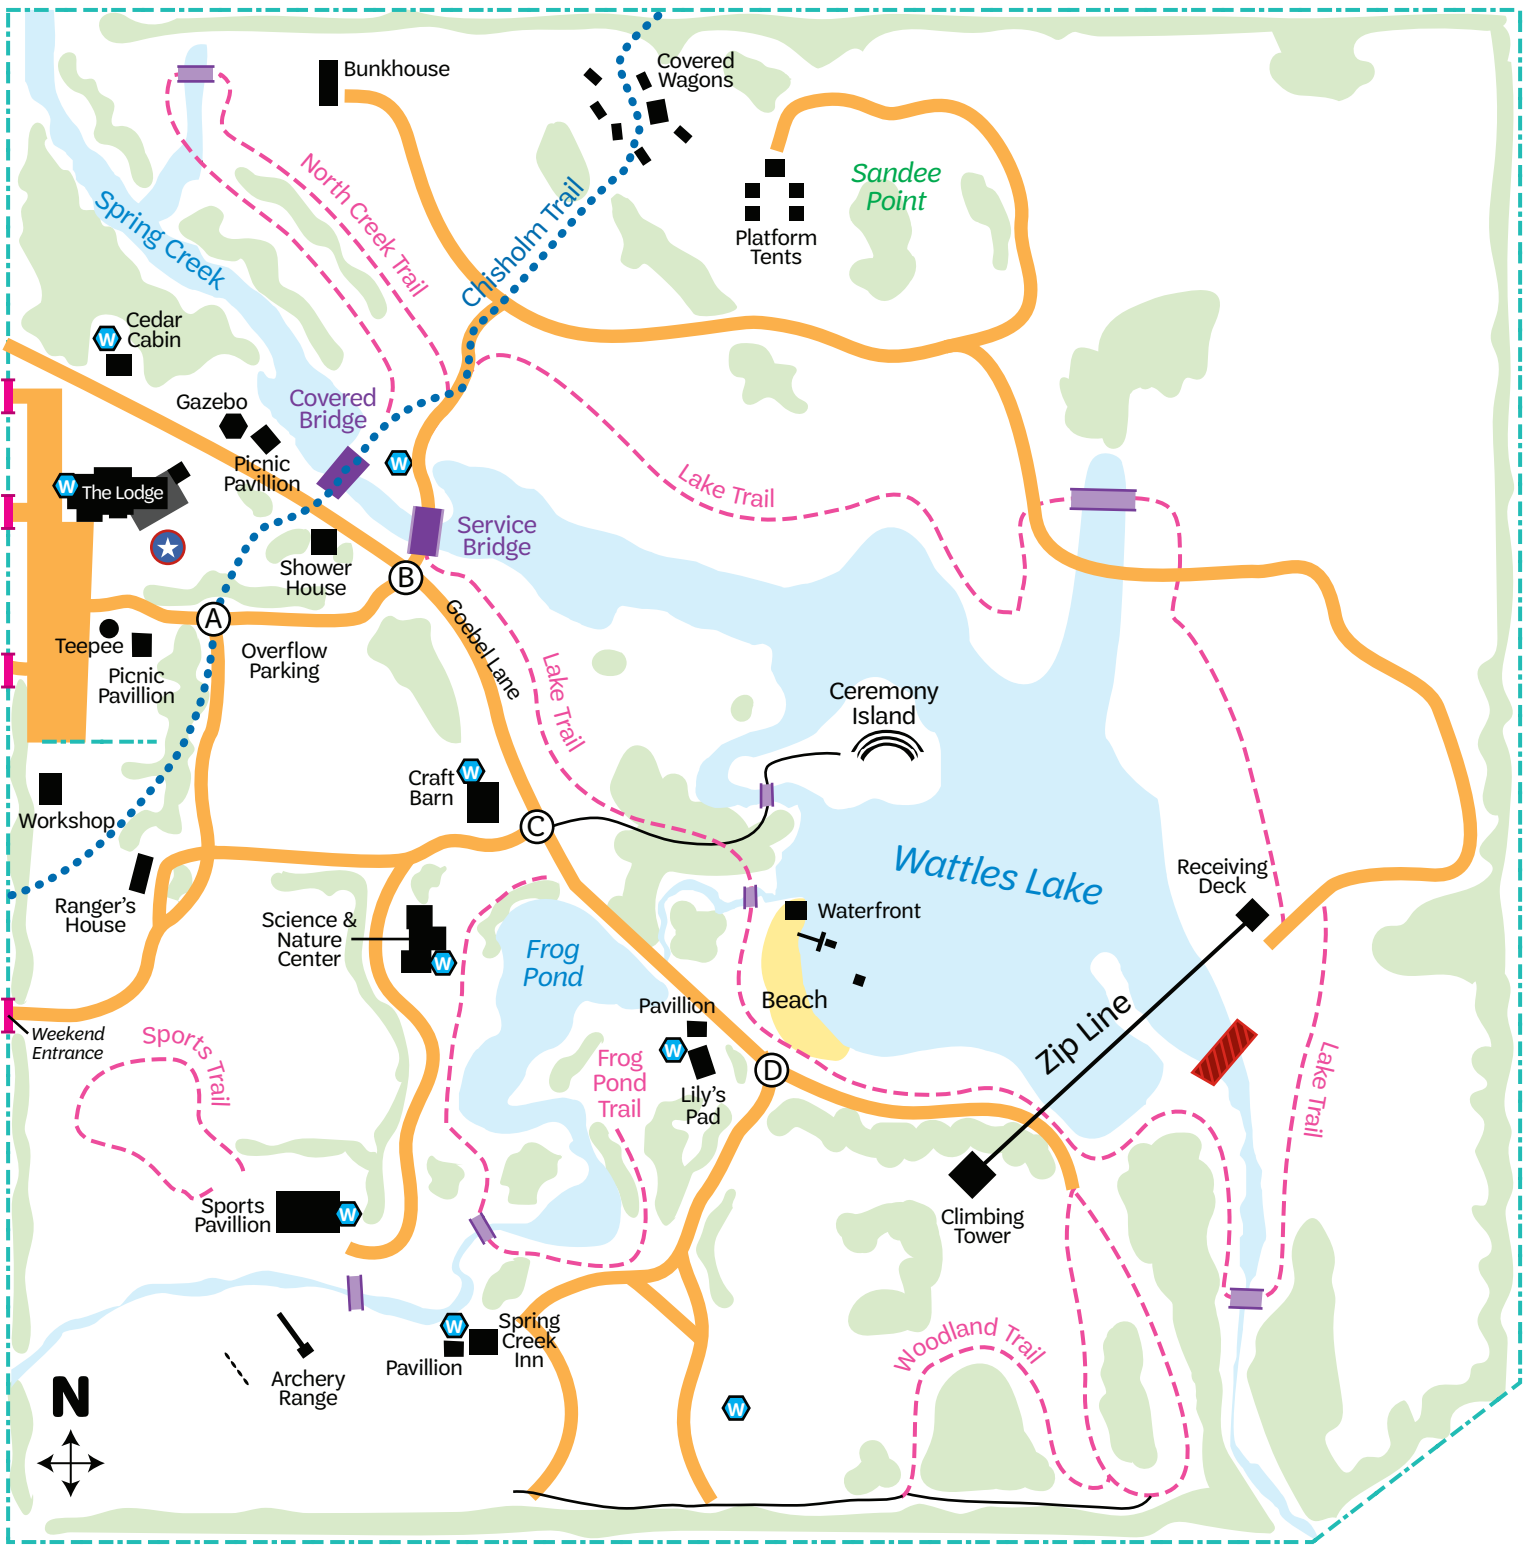 Bunkhouse
Covered
Wagons
North Creek Trail
Sandee
Point
Chisholm Trail
Spring Creek
Platform
Tents
W
Cedar
Cabin
Gazebo
Covered
Bridge
Picnic
Pavillion
W
W
The Lodge
Lake Trail
Service
Bridge
Shower
House
B
A
Goebel Lane
Teepee
Overflow
Parking
Picnic
Pavillion
Lake Trail
Ceremony
Island
Craft
Barn
W
Workshop
C
Wattles Lake
Receiving
Deck
Ranger's
House
Science &
Nature
Center
W
Waterfront
Frog
Pond
Beach
Pavillion
Zip Line
Weekend
Entrance
Sports Trail
W
Frog
Pond
Trail
D
Lily's
Pad
Lake Trail
Sports
Pavillion
W
Climbing
Tower
W
Spring
Creek
Inn
Pavillion
Woodland Trail
Archery
Range
N
W